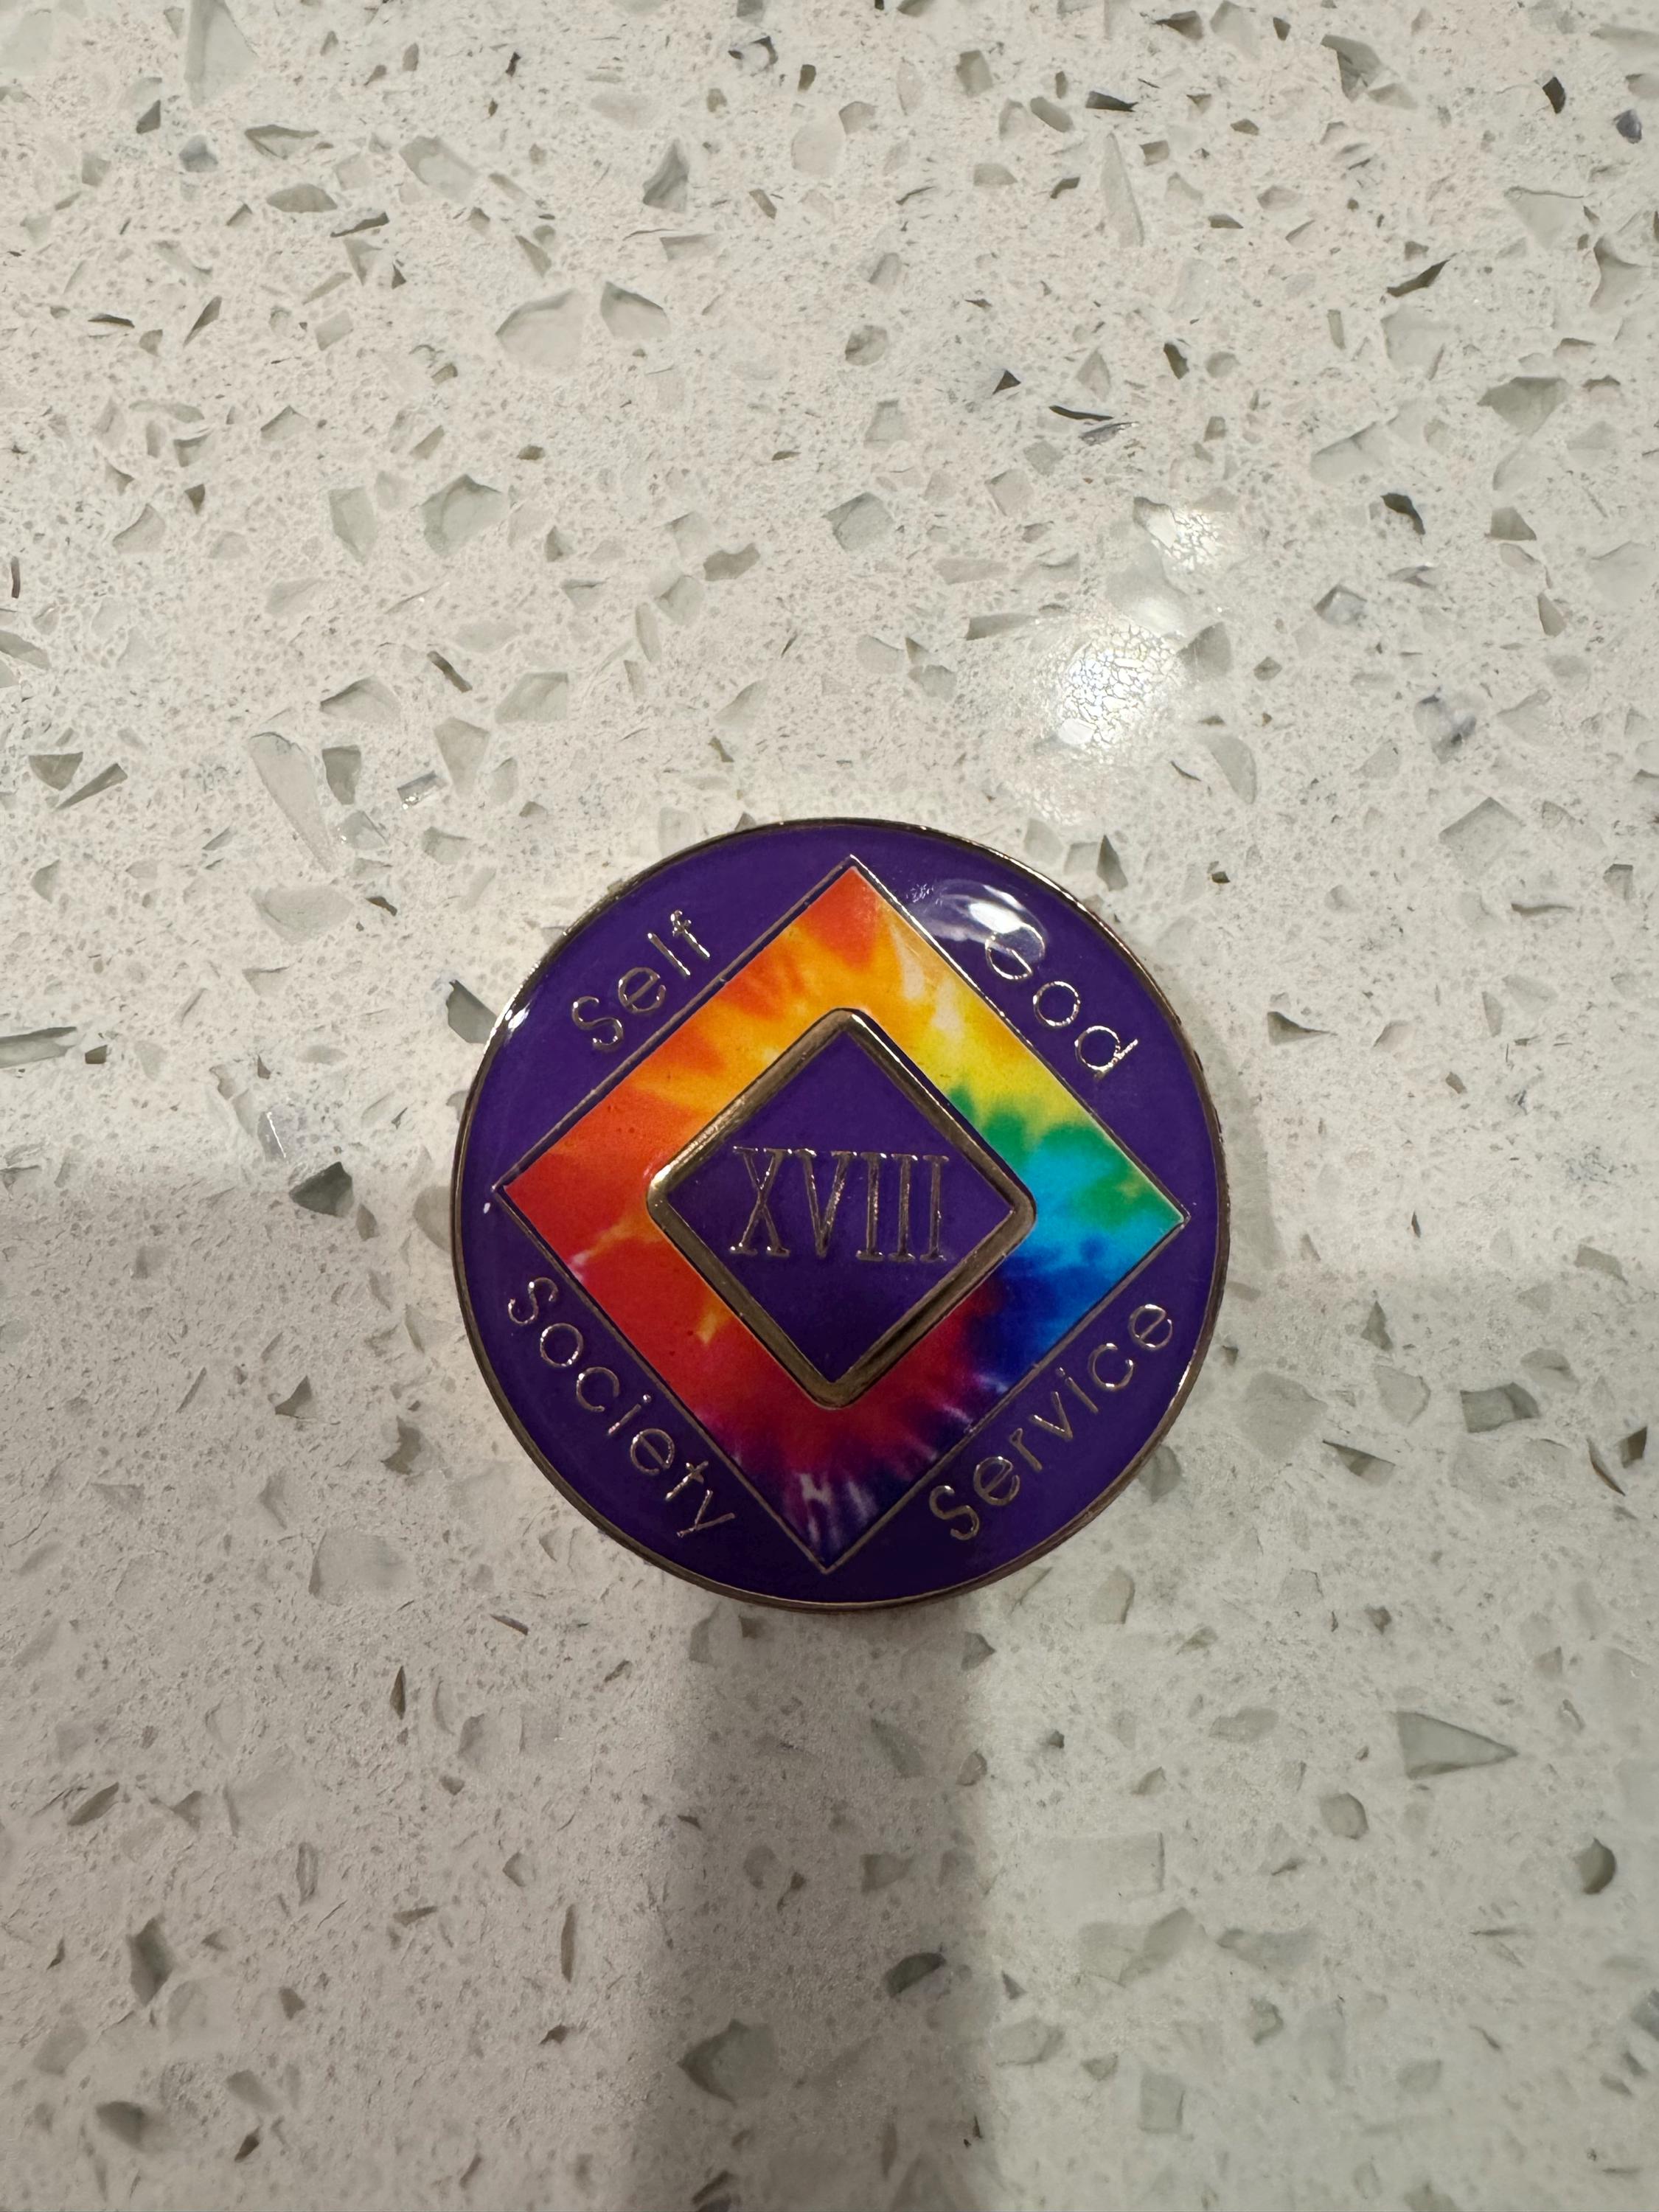 Self
God
XVIII
Society
Service